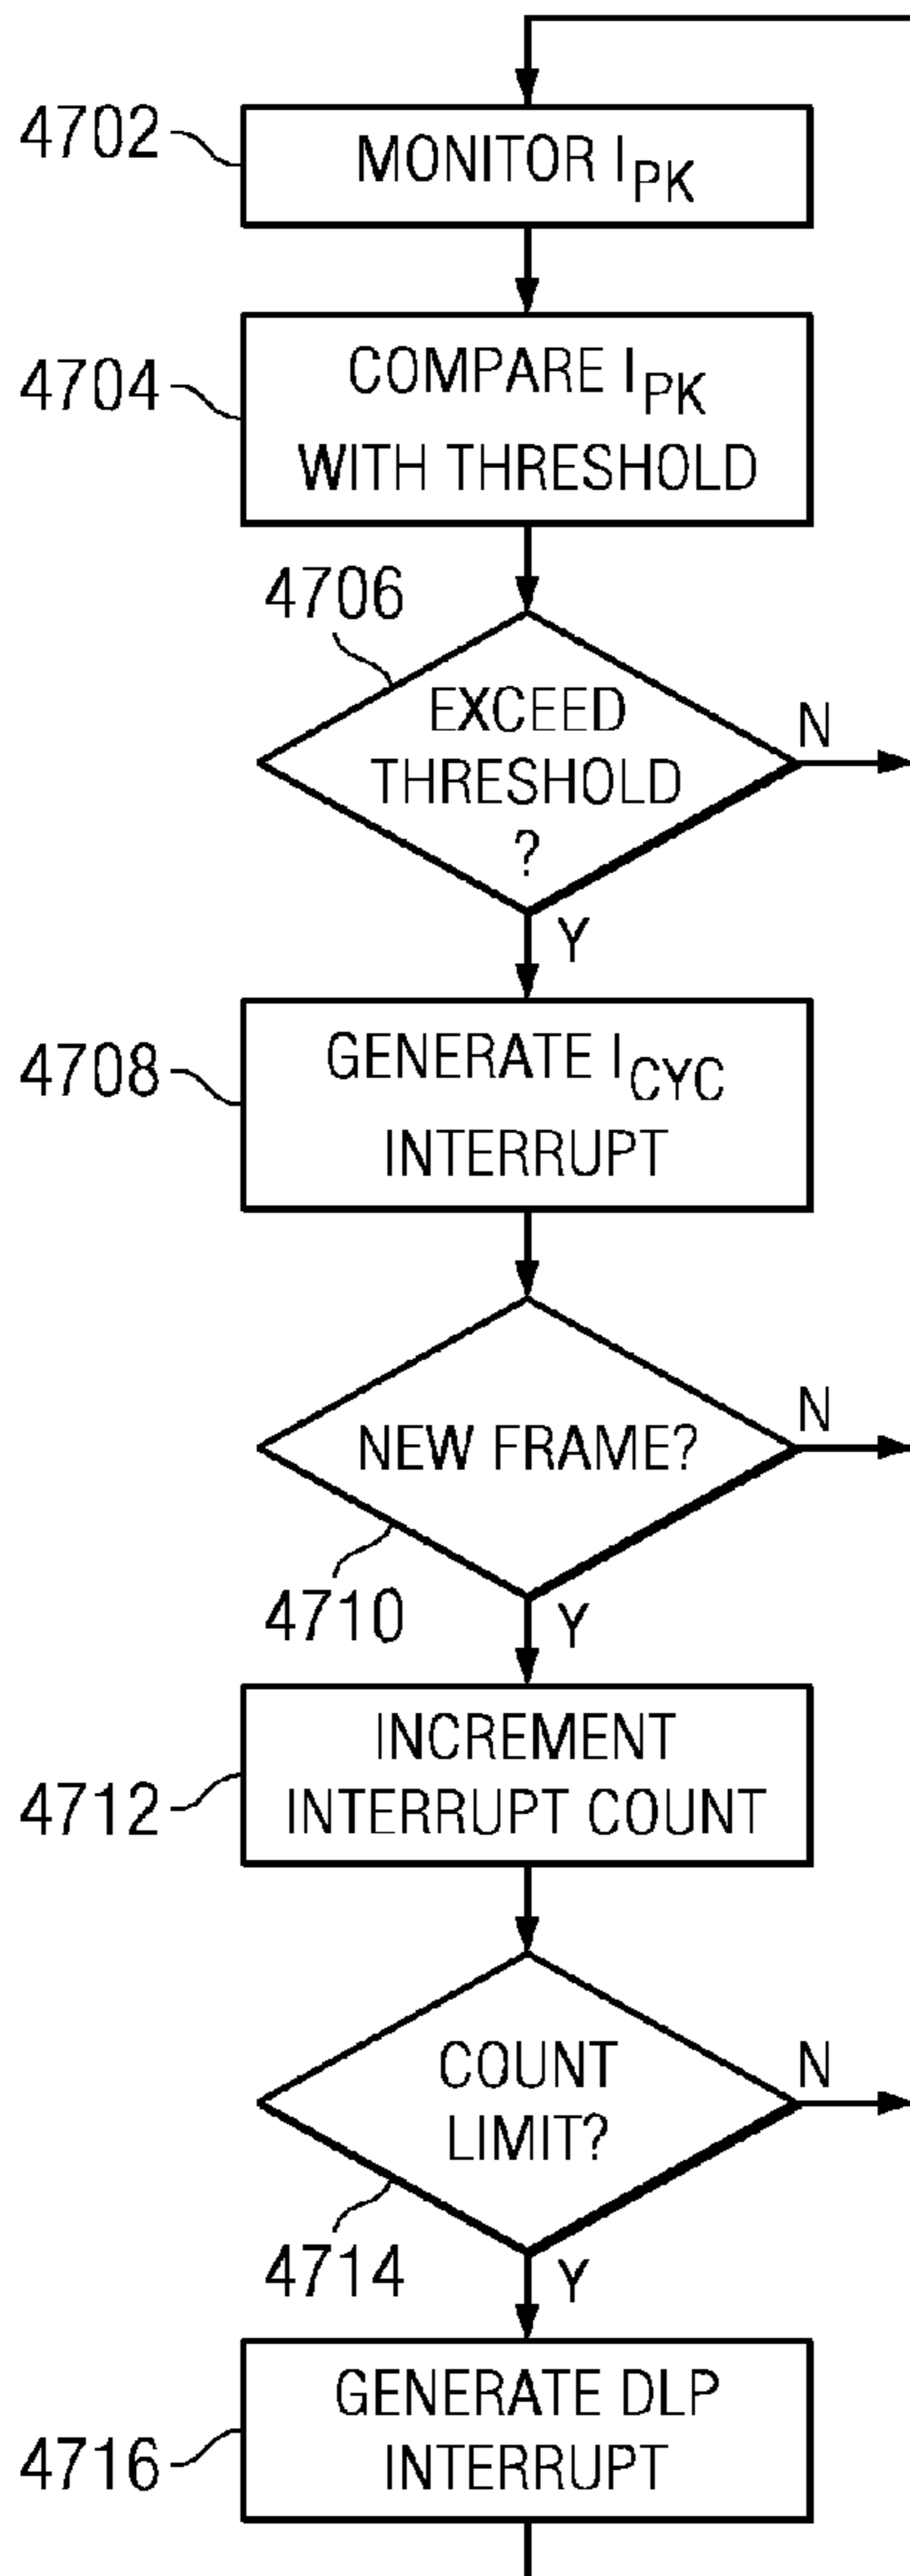 4702
MONITOR IPK
4704
COMPARE IPK
WITH THRESHOLD
4706
EXCEED
THRESHOLD
?
N
Y
4708
GENERATE ICYC
INTERRUPT
NEW FRAME?
N
4710
Y
4712
INCREMENT
INTERRUPT COUNT
COUNT
LIMIT?
N
4714
Y
4716
GENERATE DLP
INTERRUPT